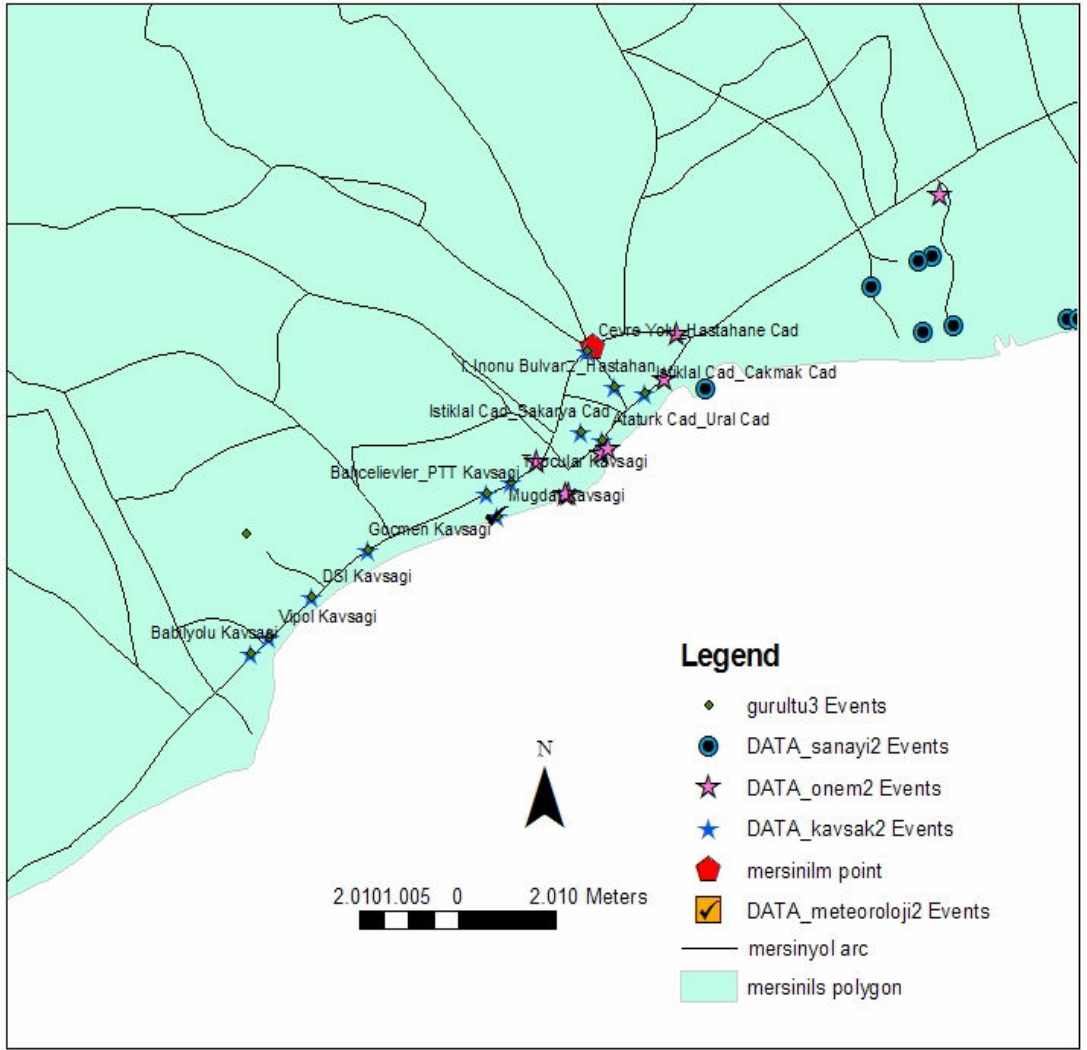 Cevre Yolu_Hastahane Cad
I. Inonu Bulvari_Hastahan
Istiklal Cad_Cakmak Cad
Istiklal Cad_Sakarya Cad
Ataturk Cad_Ural Cad
Kavsagi
Bahcelievler_PTT Kavsagi
Mugdat Kavsagi
Gocmen Kavsagi
DSI Kavsagi
Vipol Kavsagi
Babilyolu Kavsagi
Legend
gurultu3 Events
DATA_sanayi2 Events
DATA_onem2 Events
DATA_kavsak2 Events
mersinilm point
DATA_meteoroloji2 Events
mersinyol arc
mersinils polygon
N
2.0101.005 0 2.010 Meters